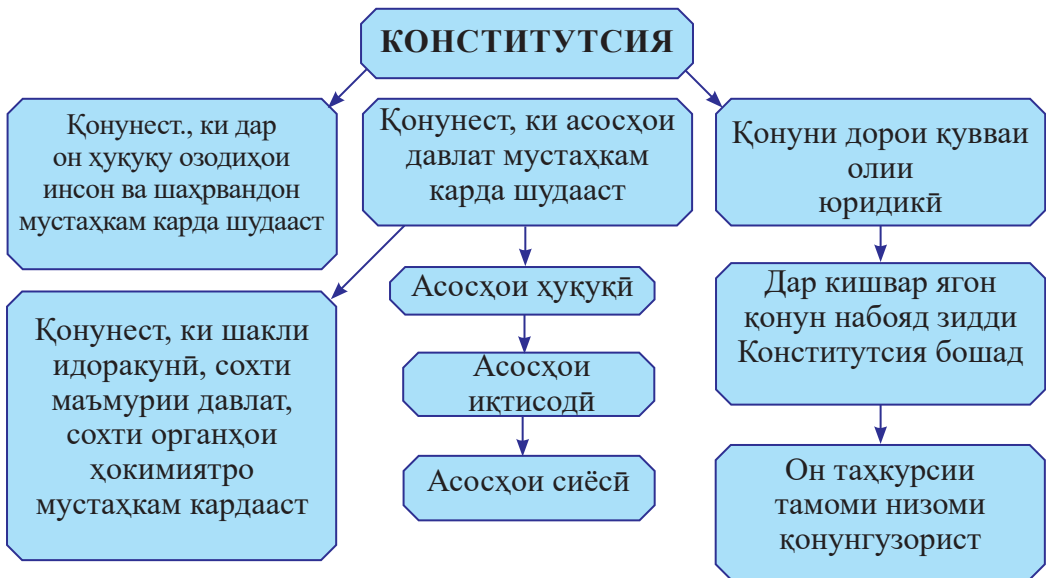 КОНСТИТУТСИЯ
Қонунест., ки дар
он ҳуқуқу озодиҳои
инсон ва шаҳрвандон
мустаҳкам карда шудааст
Қонунест, ки асосҳои
давлат мустаҳкам
карда шудааст
Қонуни дорои қувваи
олии
юридикӣ
Қонунест, ки шакли
идоракунӣ, сохти
маъмурии давлат,
сохти органҳои
ҳокимиятро
мустаҳкам кардааст
Асосҳои ҳуқуқӣ
Асосҳои
иқтисодӣ
Асосҳои сиёсӣ
Дар кишвар ягон
қонун набояд зидди
Конститутсия бошад
Он таҳкурсии
тамоми низоми
қонунгузорист